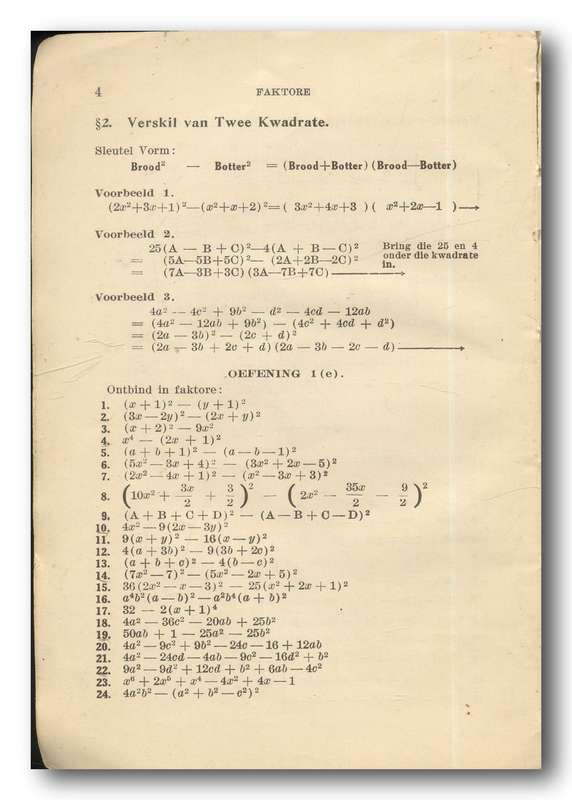 4 FAKTORE
§2. Verskil van Twee Kwadrate.
Sleutel Vorm:
Brood² — Botter² = (Brood+Botter) (Brood—Botter)
Voorbeeld 1.
(2x²+3x+1)²—(x²+x+2)²=( 3x²+4x+3 ) ( x²+2x—1 )→
Voorbeeld 2.
25(A — B + C)²—4(A + B — C)² Bring die 25 en 4
= (5A—5B+5C)²— (2A+2B—2C)² onder die kwadrate
= (7A—3B+3C) (3A—7B+7C)→ in.
Voorbeeld 3.
4a² — 4c² + 9b² — d² — 4cd — 12ab
= (4a² — 12ab + 9b²) — (4c² + 4cd + d²)
= (2a — 3b)² — (2c + d)²
= (2a — 3b + 2c + d) (2a — 3b — 2c — d)→
OEFENING 1(e).
Ontbind in faktore:
1. (x + 1)² — (y + 1)²
2. (3x — 2y)² — (2x + y)²
3. (x + 2)² — 9x²
4. x⁴ — (2x + 1)²
5. (a + b + 1)² — (a — b — 1)²
6. (5x² — 3x + 4)² — (3x² + 2x — 5)²
7. (2x² — 4x + 1)² — (x² — 3x + 3)²
8. (10x² + 3x/2 + 3/2)² — (2x² — 35x/2 — 9/2)²
9. (A + B + C + D)² — (A — B + C — D)²
10. 4x² — 9(2x — 3y)²
11. 9(x + y)² — 16(x — y)²
12. 4(a + 3b)² — 9(3b + 2c)²
13. (a + b + c)² — 4(b — c)²
14. (7x² — 7)² — (5x² — 2x + 5)²
15. 36(2x² — x — 3)² — 25(x² + 2x + 1)²
16. a⁴b²(a — b)² — a²b⁴(a + b)²
17. 32 — 2(x + 1)⁴
18. 4a² — 36c² — 20ab + 25b²
19. 50ab + 1 — 25a² — 25b²
20. 4a² — 9c² + 9b² — 24c — 16 + 12ab
21. 4a² — 24cd — 4ab — 9c² — 16d² + b²
22. 9a² — 9d² + 12cd + b² + 6ab — 4c²
23. x⁶ + 2x⁵ + x⁴ — 4x² + 4x — 1
24. 4a²b² — (a² + b² — c²)²